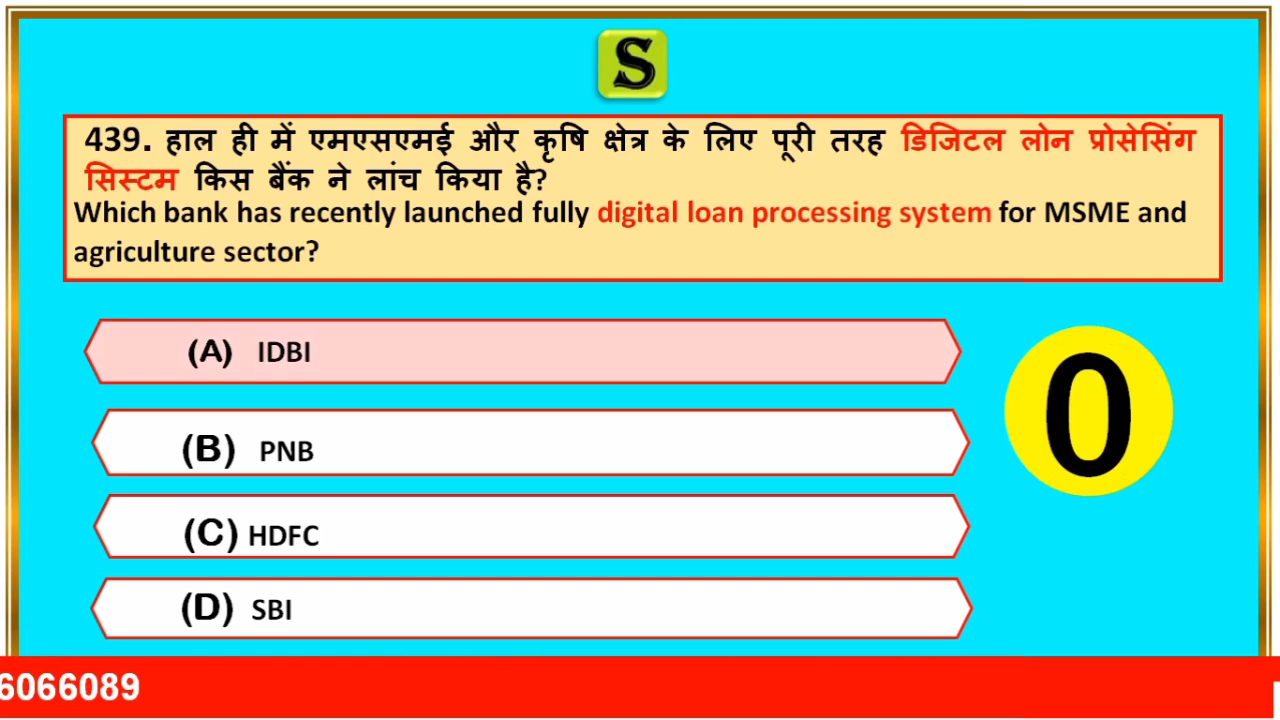 S
439. हाल ही में एमएसएमई और कृषि क्षेत्र के लिए पूरी तरह डिजिटल लोन प्रोसेसिंग
सिस्टम किस बैंक ने लांच किया है?
Which bank has recently launched fully digital loan processing system for MSME and
agriculture sector?
(A) IDBI
0
(B) PNB
(C) HDFC
(D) SBI
6066089